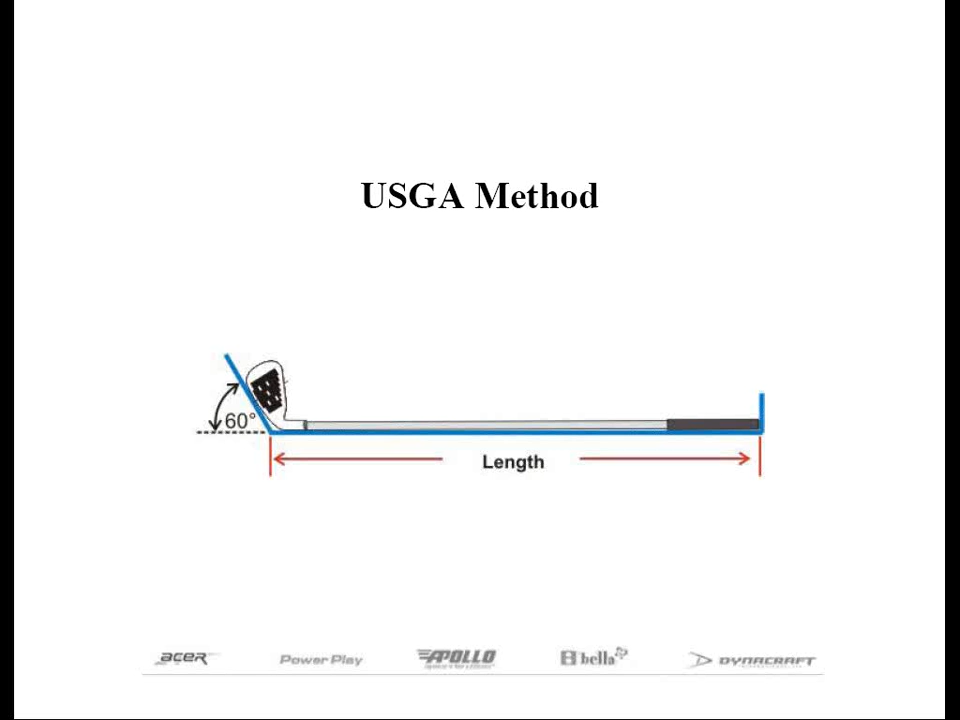 USGA Method
60°
Length
acer
Power Play
APOLLO
bella
DYNACRAFT